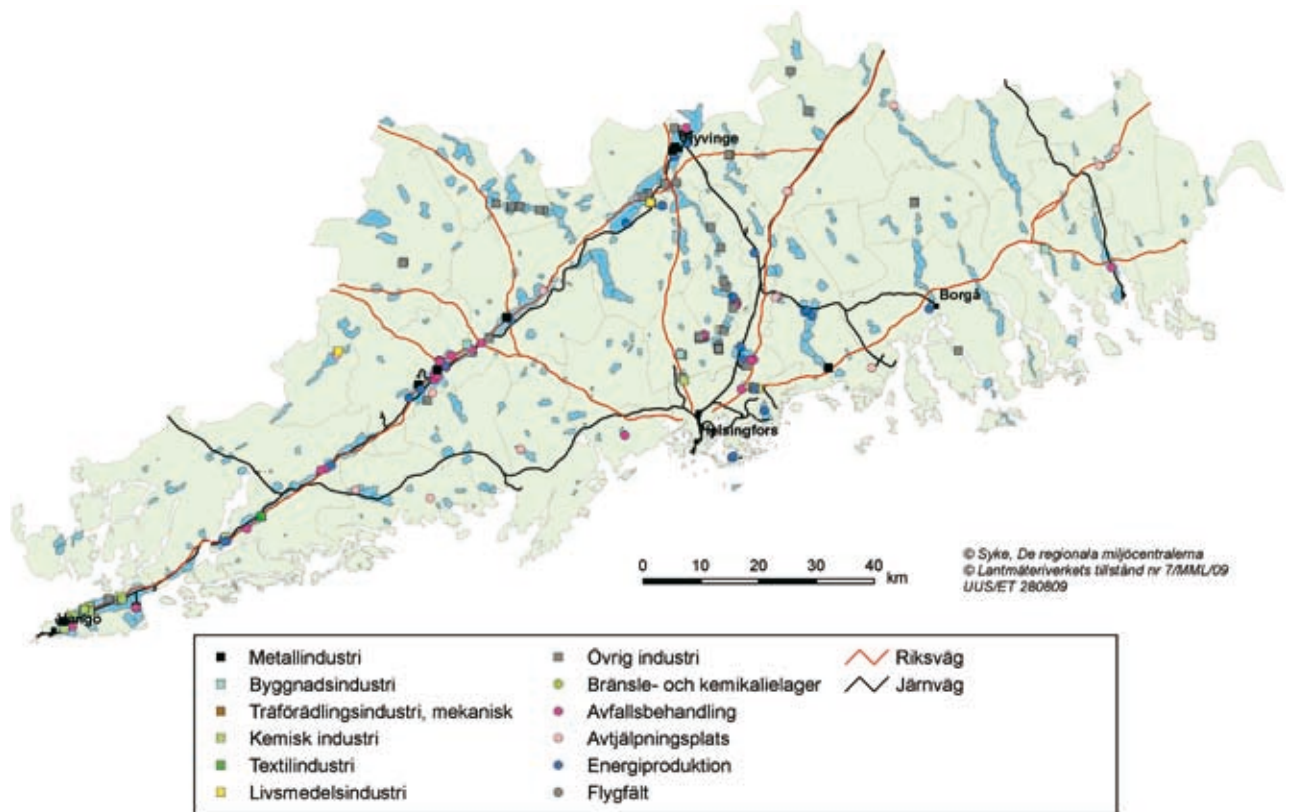 Hyvinge
Borgå
Helsingfors
Hangö
0 10 20 30 40
km
© Syke, De regionala miljöcentralerna
© Lantmäteriverkets tillstånd nr 7/MML/09
UUS/ET 280809
Metallindustri
Byggnadsindustri
Träförädlingsindustri, mekanisk
Kemisk industri
Textilindustri
Livsmedelsindustri
Övrig industri
Bränsle- och kemikalielager
Avfallsbehandling
Avtjälpningsplats
Energiproduktion
Flygfält
Riksväg
Järnväg